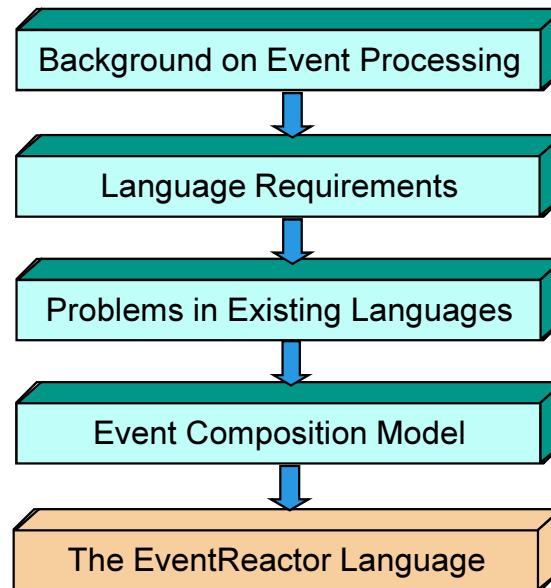 Background on Event Processing
Language Requirements
Problems in Existing Languages
Event Composition Model
The EventReactor Language